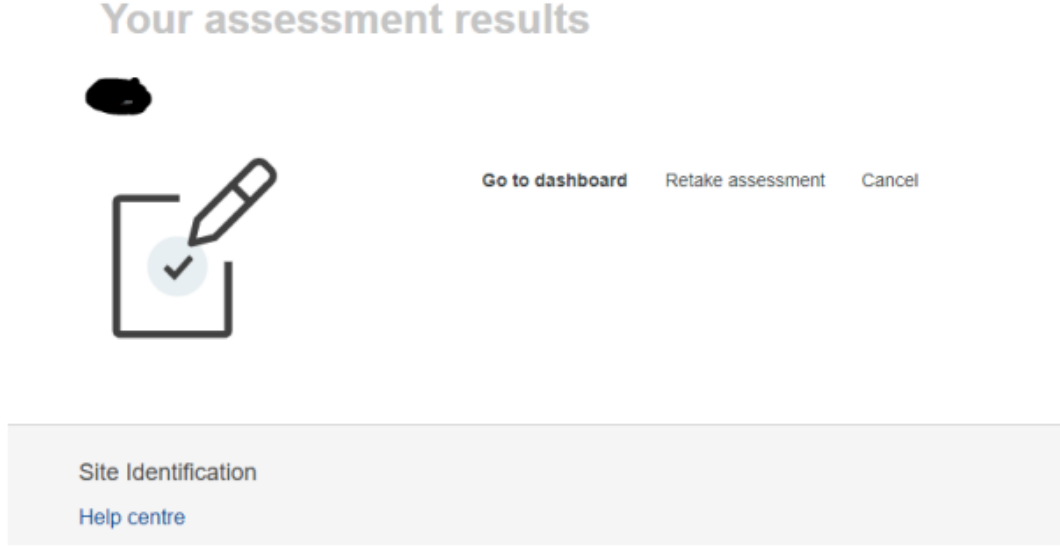 Your assessment results
Go to dashboard Retake assessment Cancel
Site Identification
Help centre